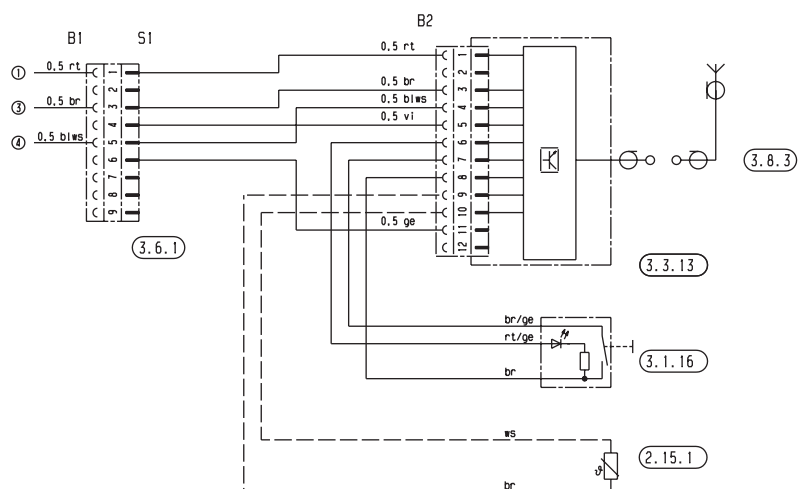 B2
B1 S1
0.5 rt
1 0.5 rt 1 1
2
2 0.5 br 3
3 0.5 br 3 0.5 blws 4
4 0.5 vi 5
4 0.5 blws 5 6
6 7
7 8
8 9
9 10
0.5 ge 11
12
3.6.1
3.8.3
3.3.13
br/ge
rt/ge
3.1.16
br
ws
2.15.1
ϑ
br